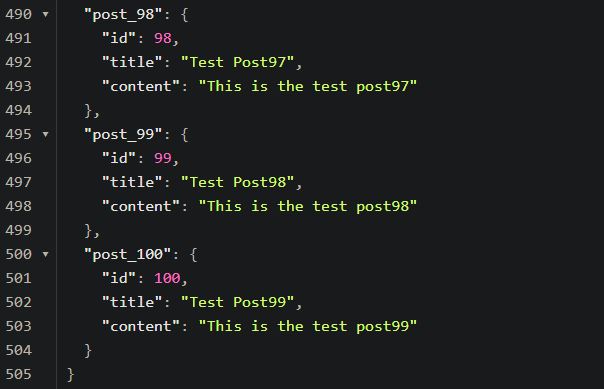 490 ▾ "post_98": {
491 "id": 98,
492 "title": "Test Post97",
493 "content": "This is the test post97"
494 },
495 ▾ "post_99": {
496 "id": 99,
497 "title": "Test Post98",
498 "content": "This is the test post98"
499 },
500 ▾ "post_100": {
501 "id": 100,
502 "title": "Test Post99",
503 "content": "This is the test post99"
504 }
505 }